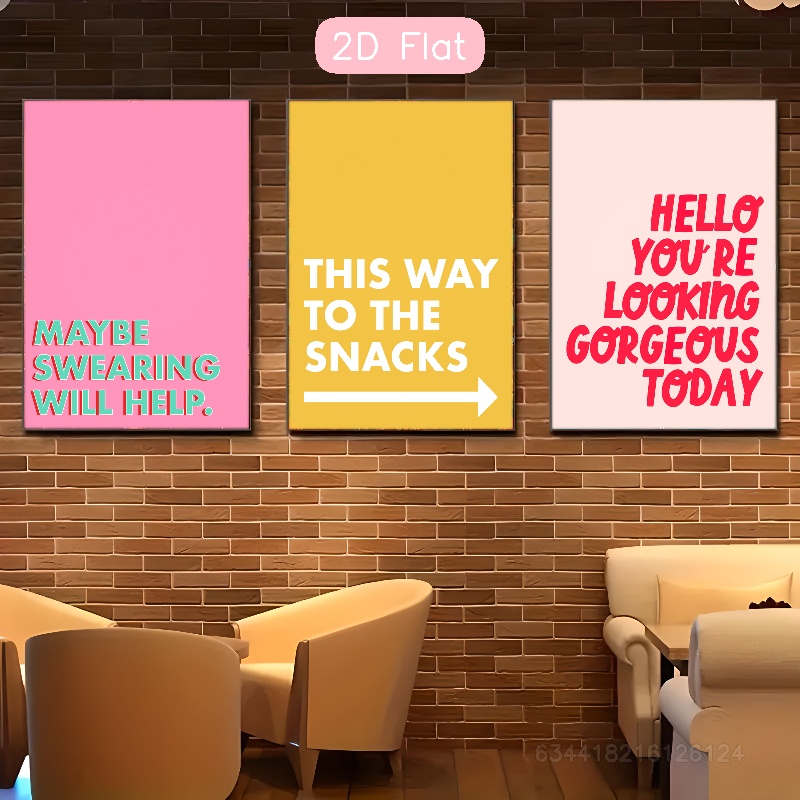 2D Flat
MAYBE
SWEARING
WILL HELP.
THIS WAY
TO THE
SNACKS
HELLO
YOU'RE
LOOKING
GORGEOUS
TODAY
634418216126124